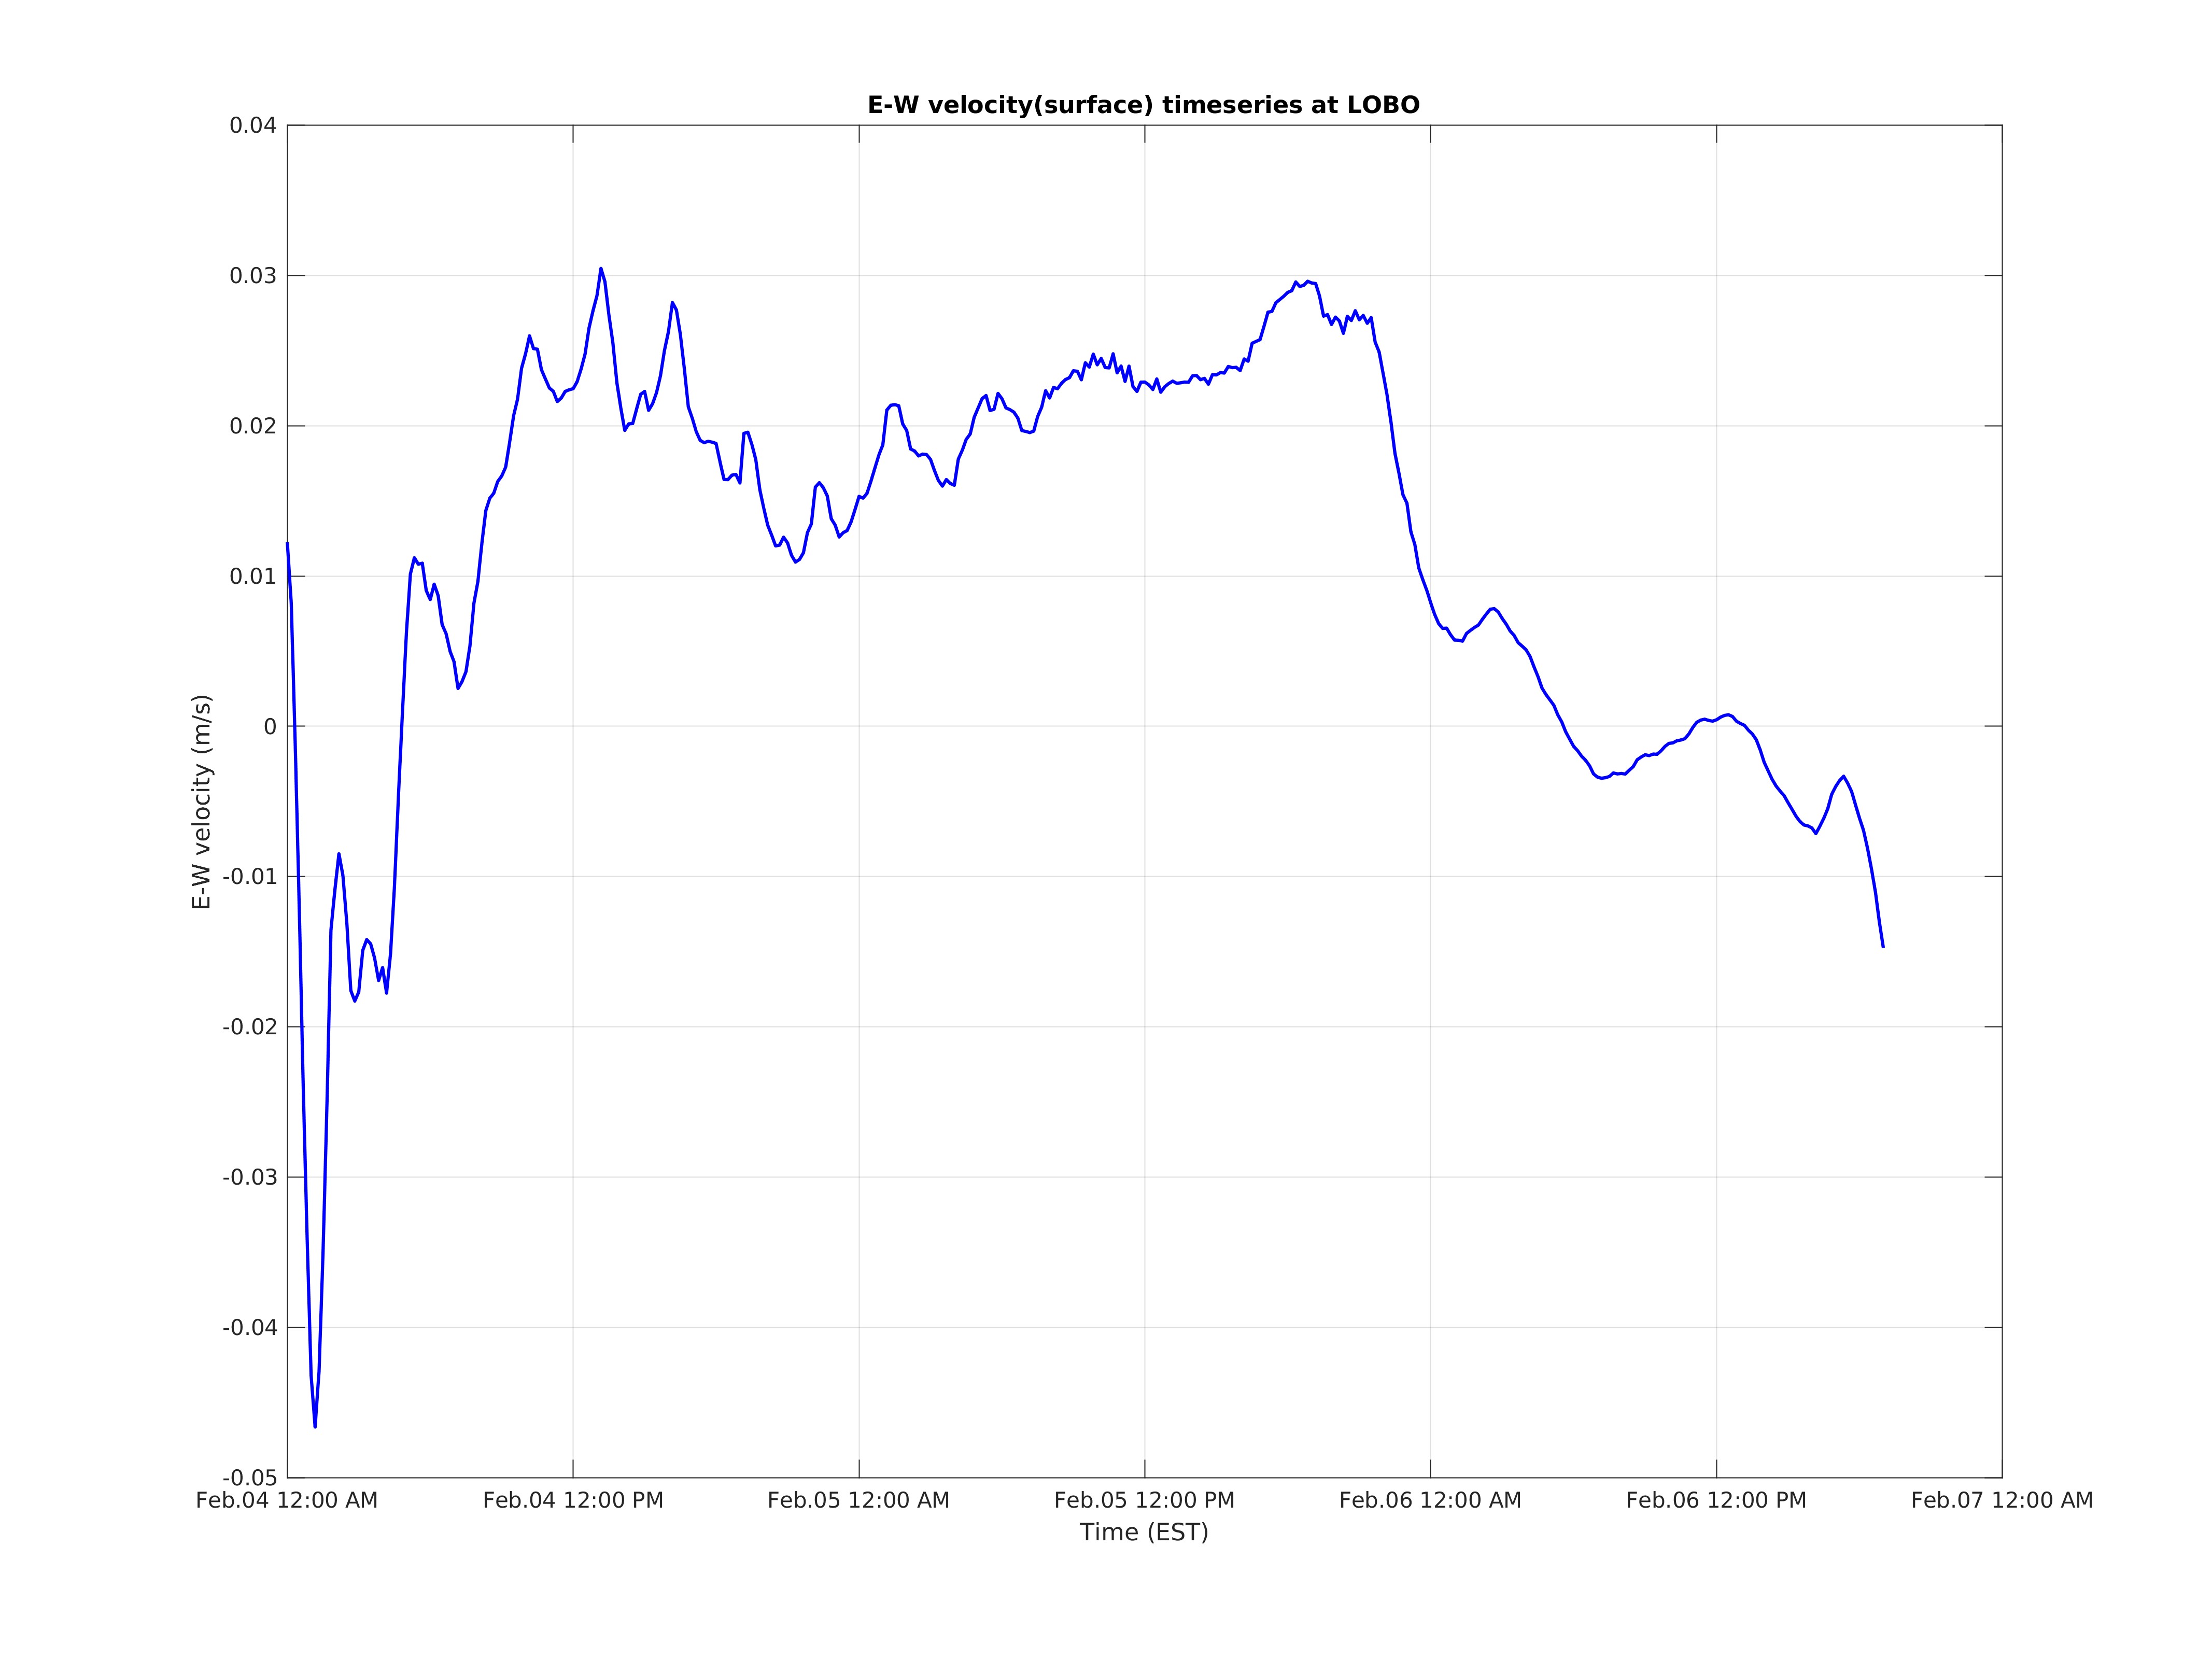 E-W velocity(surface) timeseries at LOBO
E-W velocity (m/s)
0.04
0.03
0.02
0.01
0
-0.01
-0.02
-0.03
-0.04
-0.05
Feb.04 12:00 AM Feb.04 12:00 PM Feb.05 12:00 AM Feb.05 12:00 PM Feb.06 12:00 AM Feb.06 12:00 PM Feb.07 12:00 AM
Time (EST)